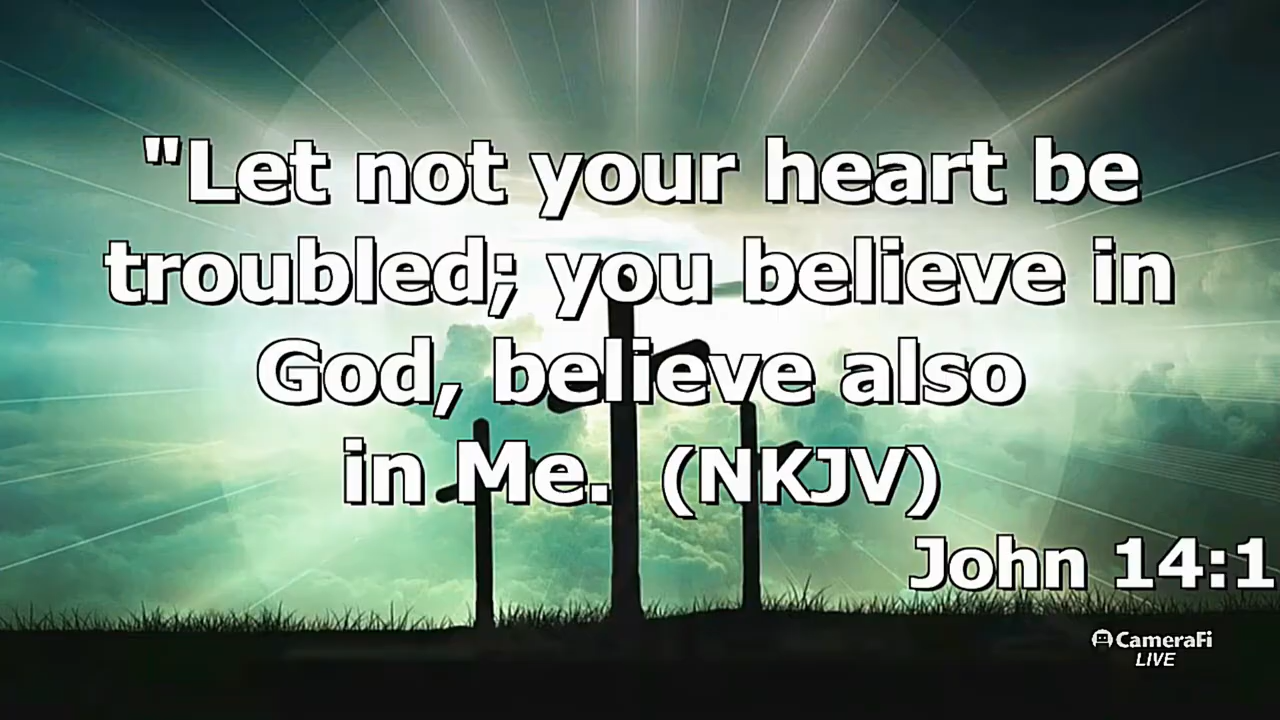 "Let not your heart be
troubled; you believe in
God, believe also
in Me.  (NKJV)
John 14:1
CameraFi
LIVE